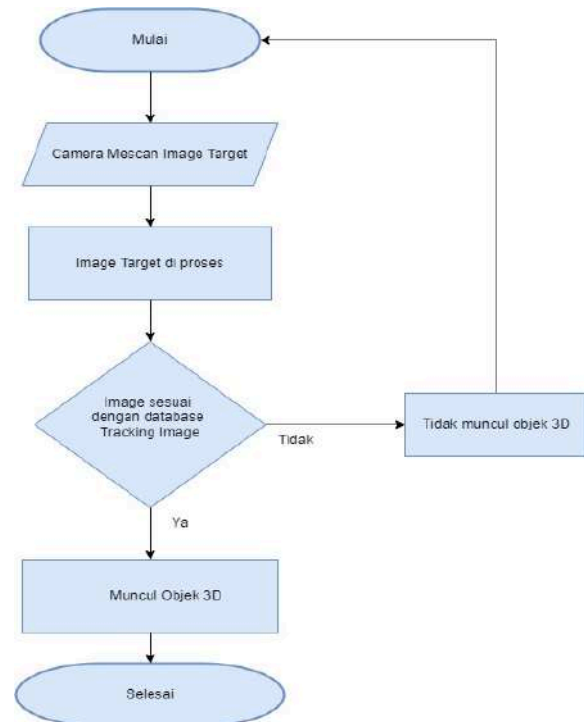 Mulai
Camera Mescan Image Target
Image Target di proses
Image sesuai
dengan database
Tracking Image
Tidak
Tidak muncul objek 3D
Ya
Muncul Objek 3D
Selesai